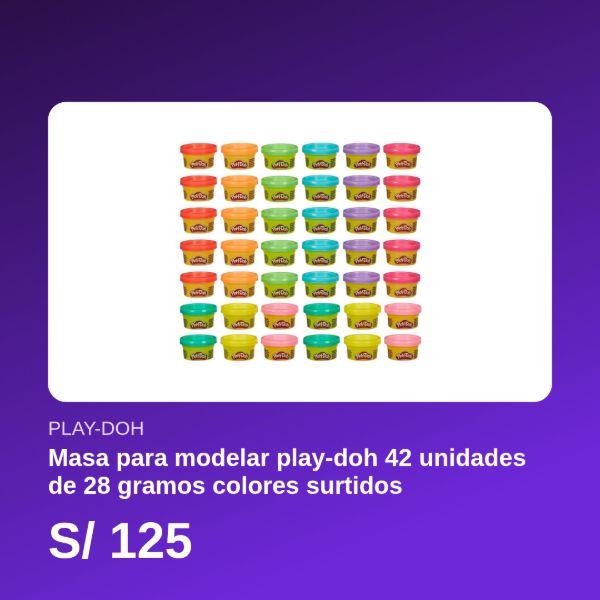 PLAY-DOH
Masa para modelar play-doh 42 unidades
de 28 gramos colores surtidos
S/ 125